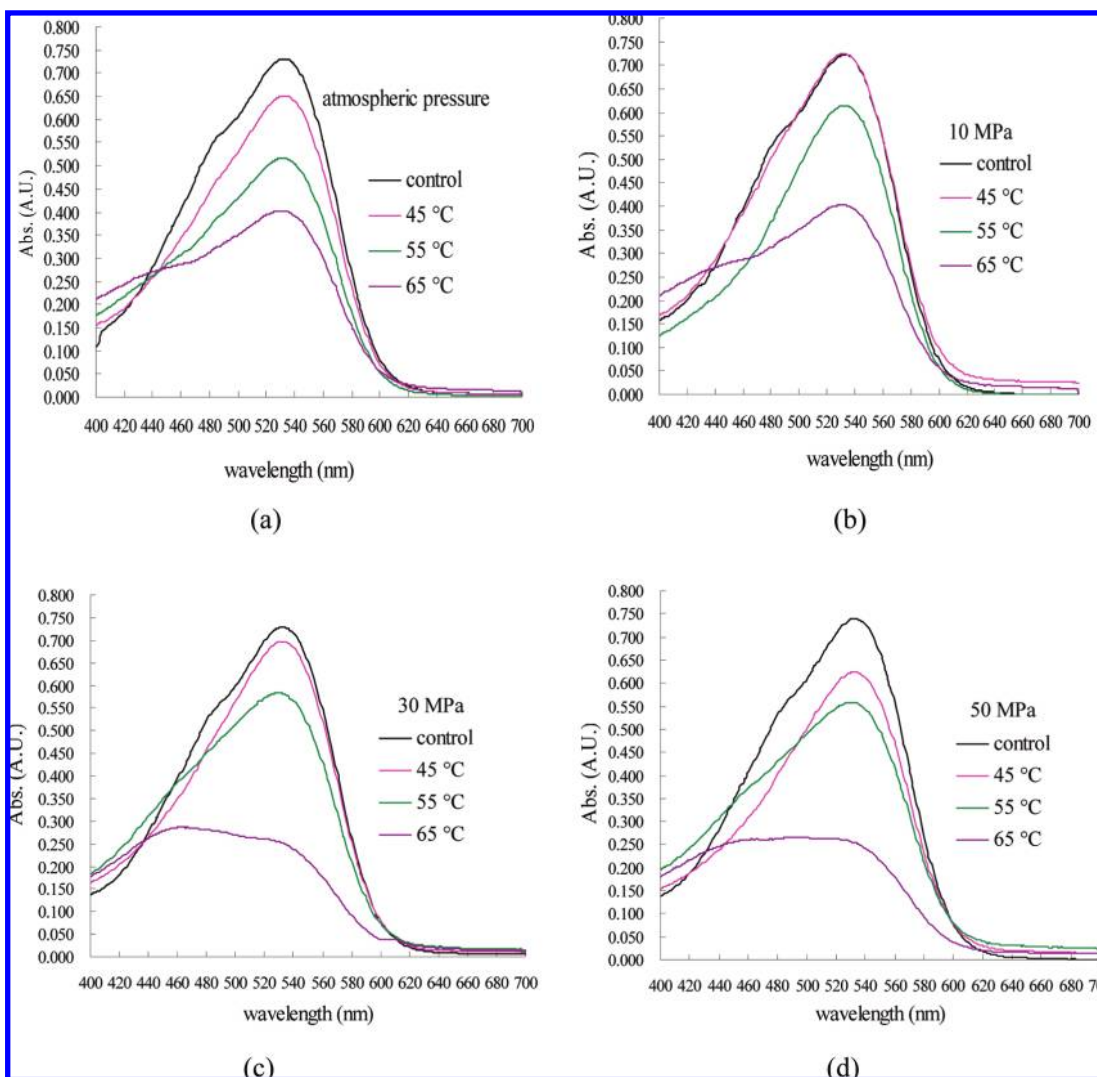 0.800
0.750
0.700
0.650
0.600
0.550
0.500
0.450
0.400
0.350
0.300
0.250
0.200
0.150
0.100
0.050
0.000
Abs. (A.U.)
atmospheric pressure
control
45 °C
55 °C
65 °C
400 420 440 460 480 500 520 540 560 580 600 620 640 660 680 700
wavelength (nm)
(a)
0.800
0.750
0.700
0.650
0.600
0.550
0.500
0.450
0.400
0.350
0.300
0.250
0.200
0.150
0.100
0.050
0.000
Abs. (A.U.)
10 MPa
control
45 °C
55 °C
65 °C
400 420 440 460 480 500 520 540 560 580 600 620 640 660 680 700
wavelength (nm)
(b)
0.800
0.750
0.700
0.650
0.600
0.550
0.500
0.450
0.400
0.350
0.300
0.250
0.200
0.150
0.100
0.050
0.000
Abs. (A.U.)
30 MPa
control
45 °C
55 °C
65 °C
400 420 440 460 480 500 520 540 560 580 600 620 640 660 680 700
wavelength (nm)
(c)
0.800
0.750
0.700
0.650
0.600
0.550
0.500
0.450
0.400
0.350
0.300
0.250
0.200
0.150
0.100
0.050
0.000
Abs. (A.U.)
50 MPa
control
45 °C
55 °C
65 °C
400 420 440 460 480 500 520 540 560 580 600 620 640 660 680 700
wavelength (nm)
(d)